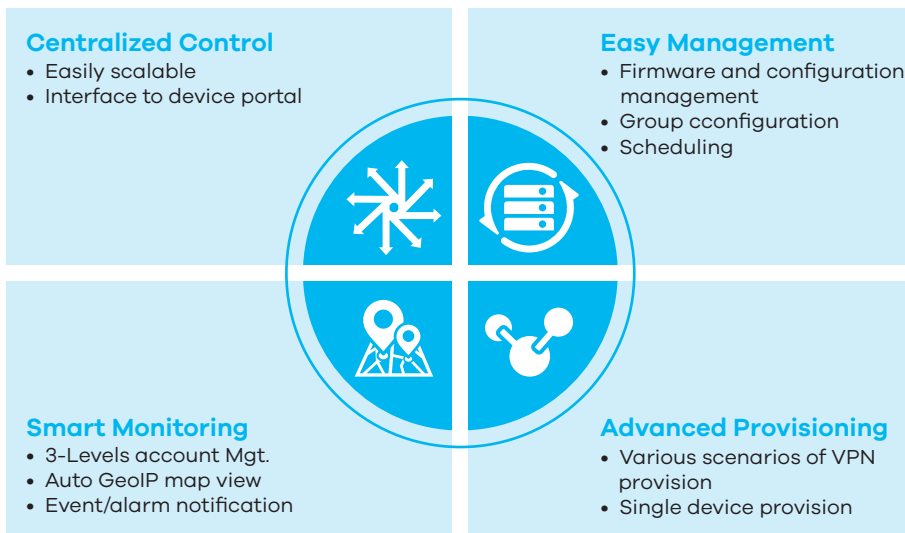 Centralized Control
• Easily scalable
• Interface to device portal
Easy Management
• Firmware and configuration
management
• Group cconfiguration
• Scheduling
Smart Monitoring
• 3-Levels account Mgt.
• Auto GeoIP map view
• Event/alarm notification
Advanced Provisioning
• Various scenarios of VPN
provision
• Single device provision